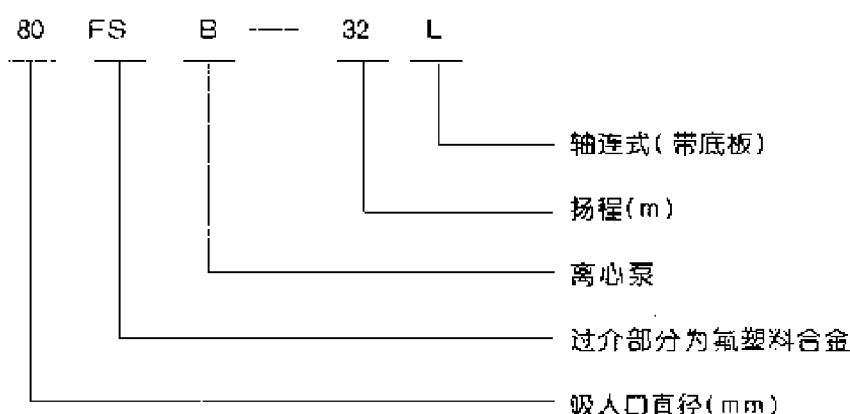 80 FS B —— 32 L
轴连式(带底板)
扬程(m)
离心泵
过介部分为氟塑料合金
吸入口直径(mm)